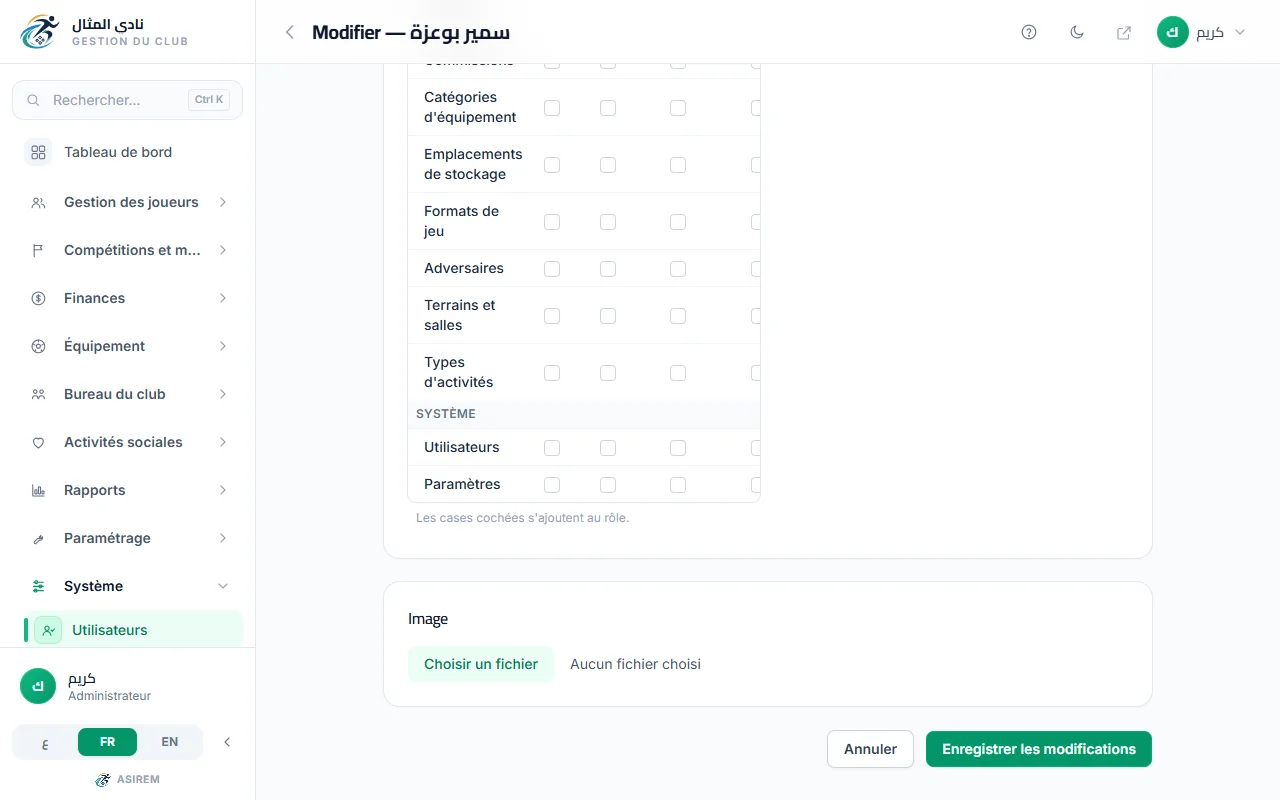 نادي المثال
GESTION DU CLUB
Rechercher...
Ctrl K
Tableau de bord
Gestion des joueurs
Compétitions et m...
Finances
Équipement
Bureau du club
Activités sociales
Rapports
Paramétrage
Système
Utilisateurs
ك
كريم
Administrateur
ع
FR
EN
ASIREM
Modifier — سمير بوعزة
ك
كريم
Commissions
Catégories
d'équipement
Emplacements
de stockage
Formats de
jeu
Adversaires
Terrains et
salles
Types
d'activités
SYSTÈME
Utilisateurs
Paramètres
Les cases cochées s'ajoutent au rôle.
Image
Choisir un fichier
Aucun fichier choisi
Annuler
Enregistrer les modifications